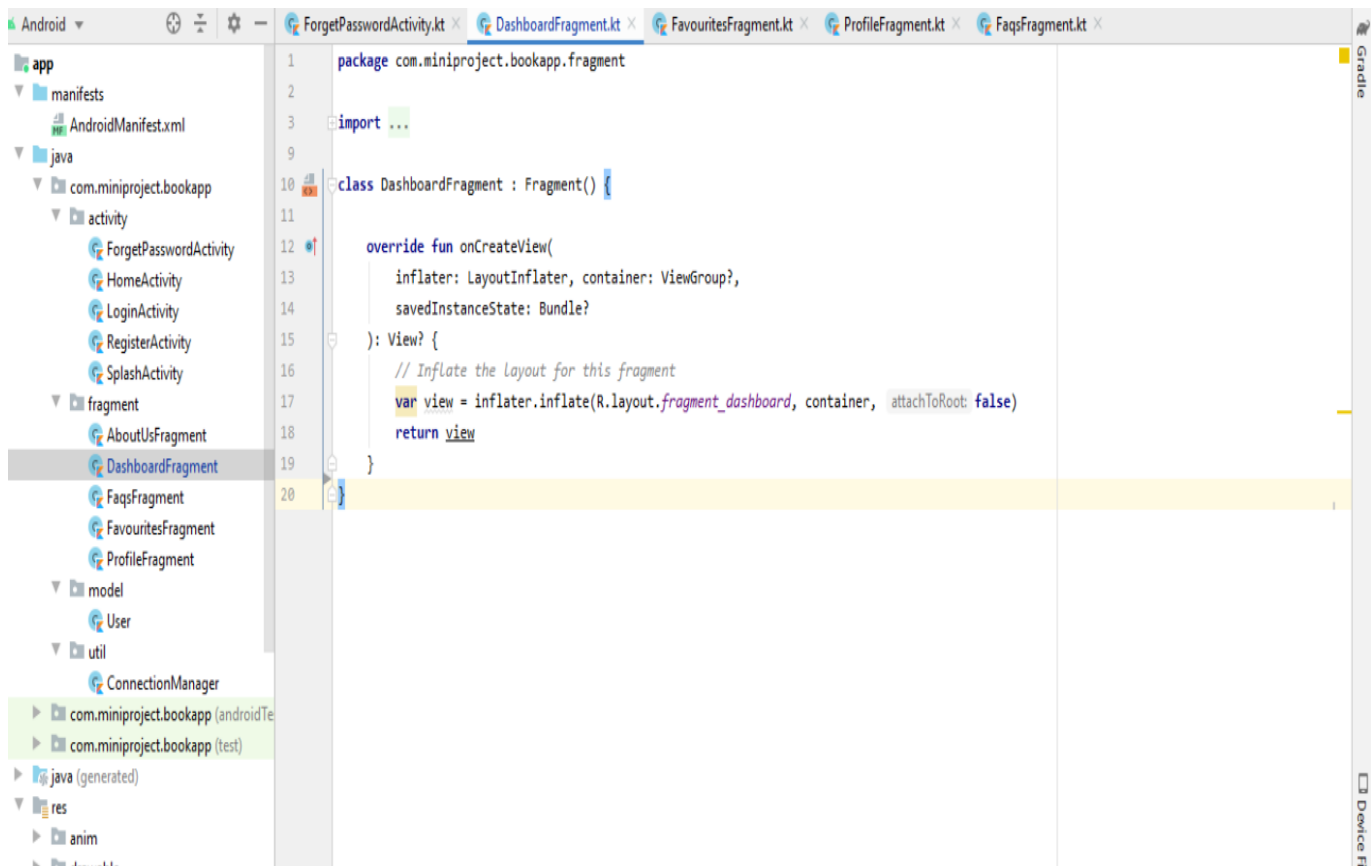 Android
ForgetPasswordActivity.kt DashboardFragment.kt FavouritesFragment.kt ProfileFragment.kt FaqsFragment.kt
app
manifests
AndroidManifest.xml
java
com.miniproject.bookapp
activity
ForgetPasswordActivity
HomeActivity
LoginActivity
RegisterActivity
SplashActivity
fragment
AboutUsFragment
DashboardFragment
FaqsFragment
FavouritesFragment
ProfileFragment
model
User
util
ConnectionManager
com.miniproject.bookapp (androidTe
com.miniproject.bookapp (test)
java (generated)
res
anim
1 package com.miniproject.bookapp.fragment
2
3 import ...
9
10 class DashboardFragment : Fragment() {
11
12 override fun onCreateView(
13 inflater: LayoutInflater, container: ViewGroup?,
14 savedInstanceState: Bundle?
15 ): View? {
16 // Inflate the layout for this fragment
17 var view = inflater.inflate(R.layout.fragment_dashboard, container, attachToRoot: false)
18 return view
19 }
20 }
Gradle
Device Fi